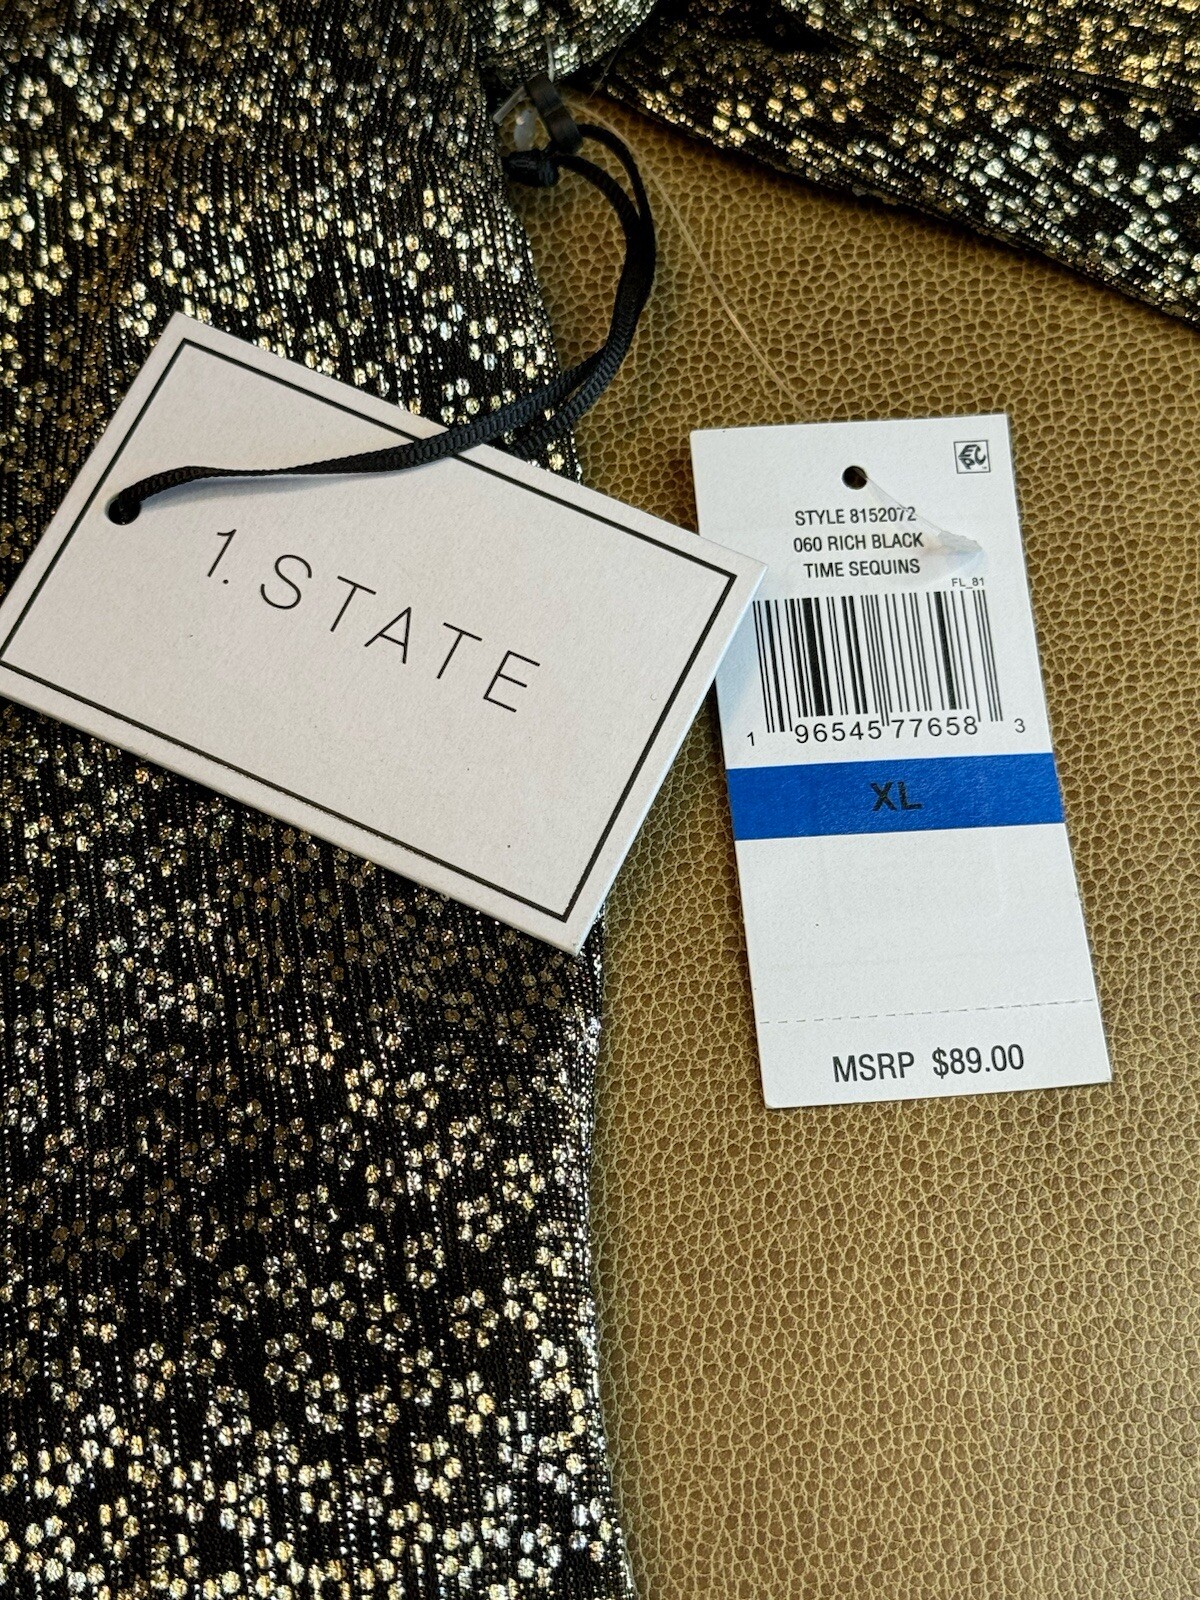 1. STATE
STYLE 8152072
060 RICH BLACK
TIME SEQUINS
FL_81
1 96545 77658 3
XL
MSRP $89.00